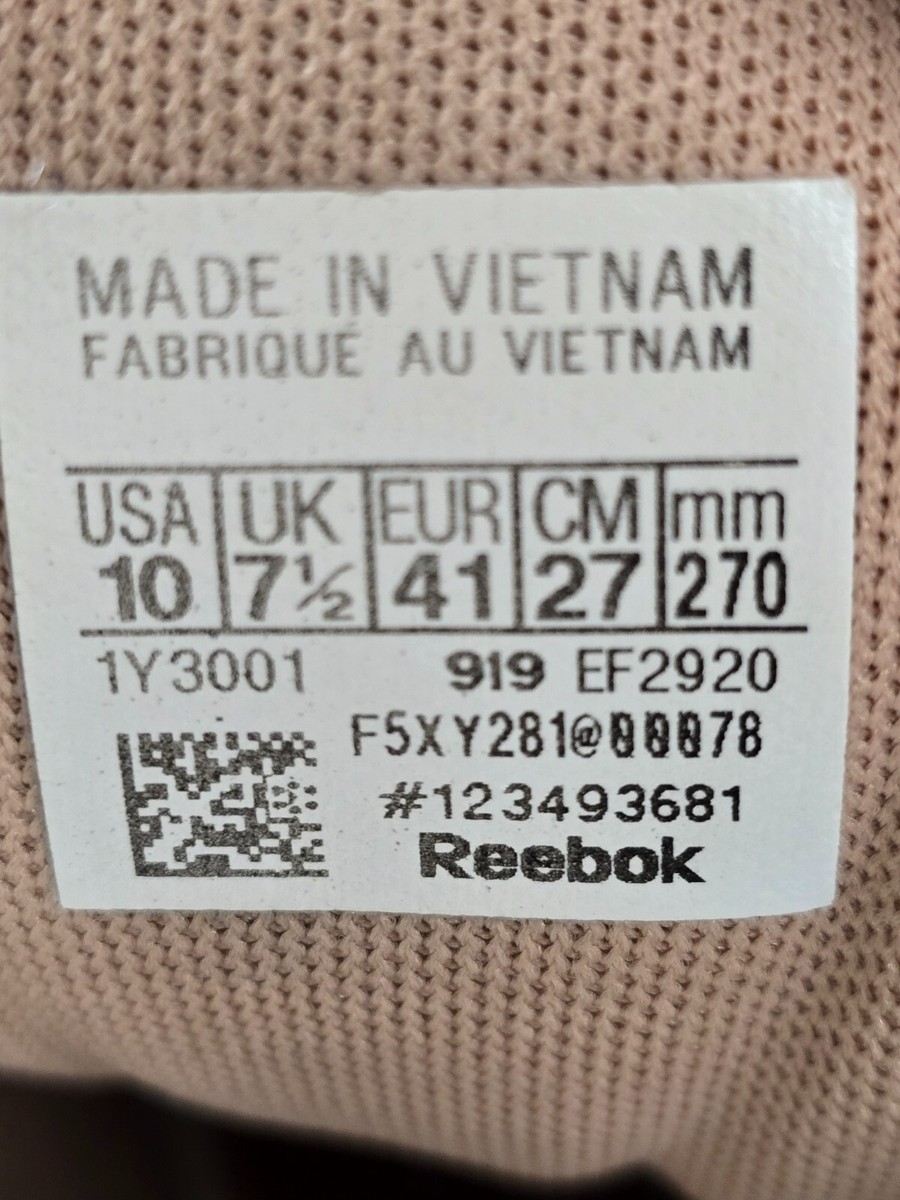 MADE IN VIETNAM
FABRIQUÉ AU VIETNAM
USA UK EUR CM mm
10 7½ 41 27 270
1Y3001 919 EF2920
F5XY281@00078
#123493681
Reebok